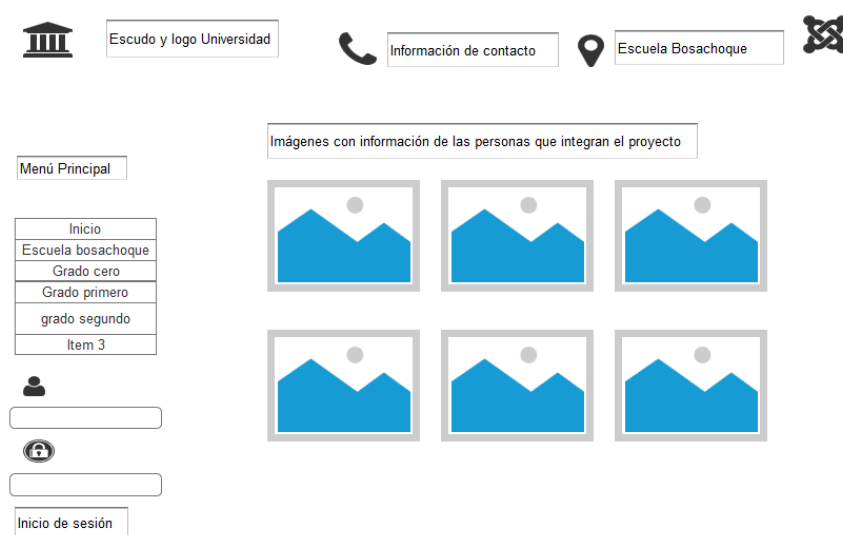 Escudo y logo Universidad
Información de contacto
Escuela Bosachoque
Imágenes con información de las personas que integran el proyecto
Menú Principal
Inicio
Escuela bosachoque
Grado cero
Grado primero
grado segundo
Item 3
Inicio de sesión